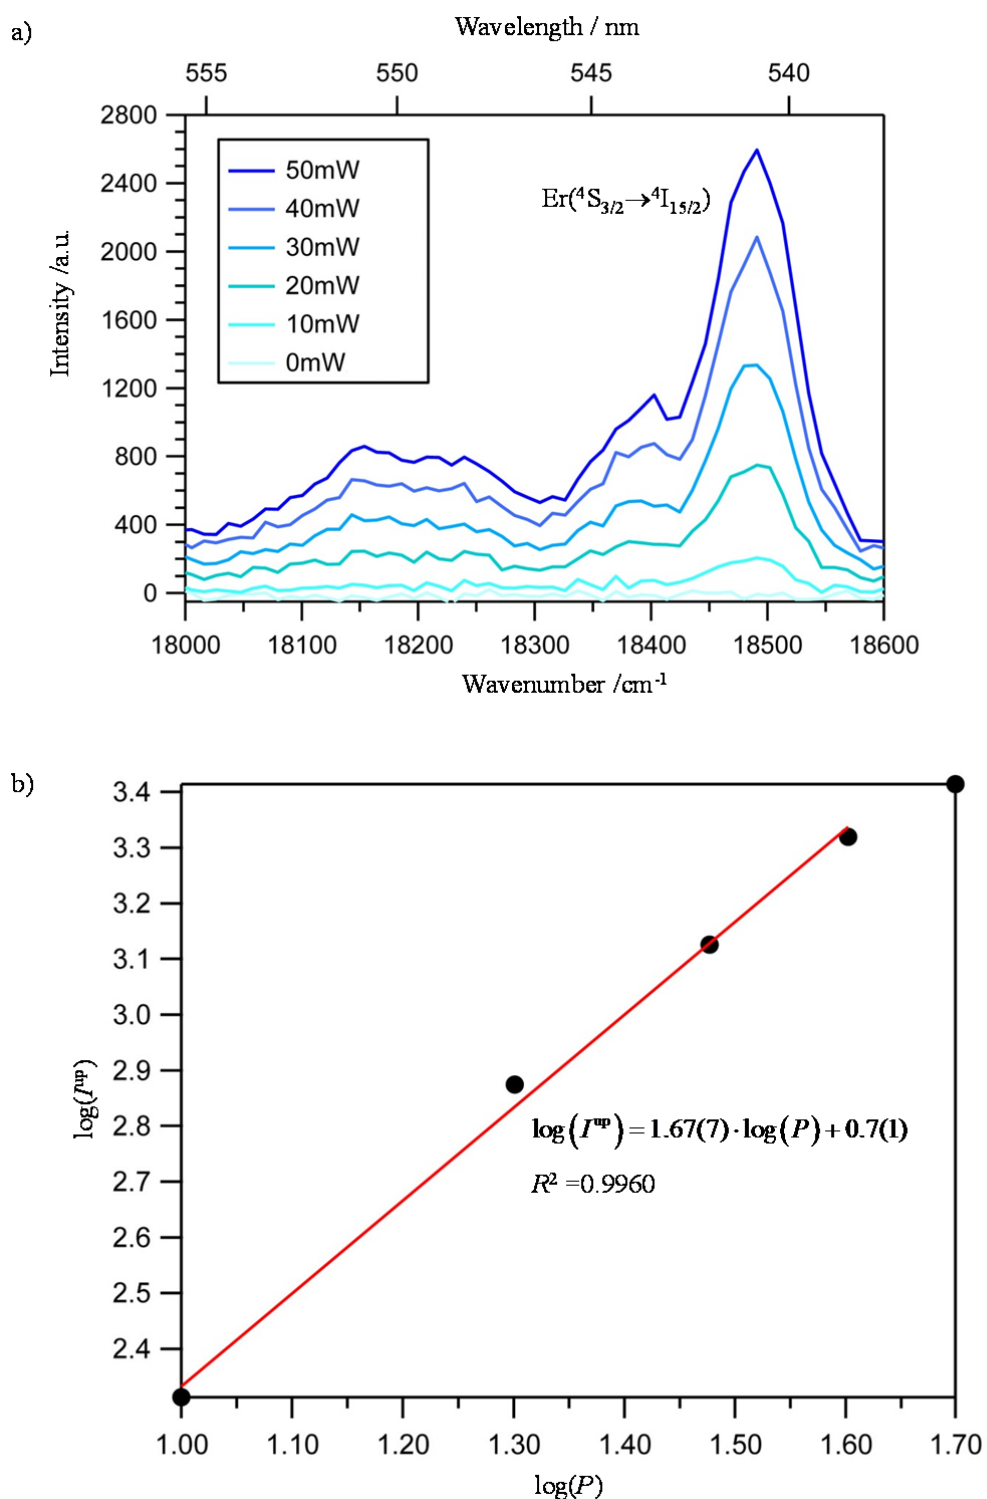 a)
Wavelength / nm
555 550 545 540
2800
2400
2000
1600
1200
800
400
0
Intensity /a.u.
50mW
40mW
30mW
20mW
10mW
0mW
Er(⁴S₃/₂→⁴I₁₅/₂)
18000 18100 18200 18300 18400 18500 18600
Wavenumber /cm⁻¹
b)
3.4
3.3
3.2
3.1
3.0
2.9
2.8
2.7
2.6
2.5
2.4
log(Iᵘᵖ)
log(Iᵘᵖ)=1.67(7)·log(P)+0.7(1)
R² =0.9960
1.00 1.10 1.20 1.30 1.40 1.50 1.60 1.70
log(P)